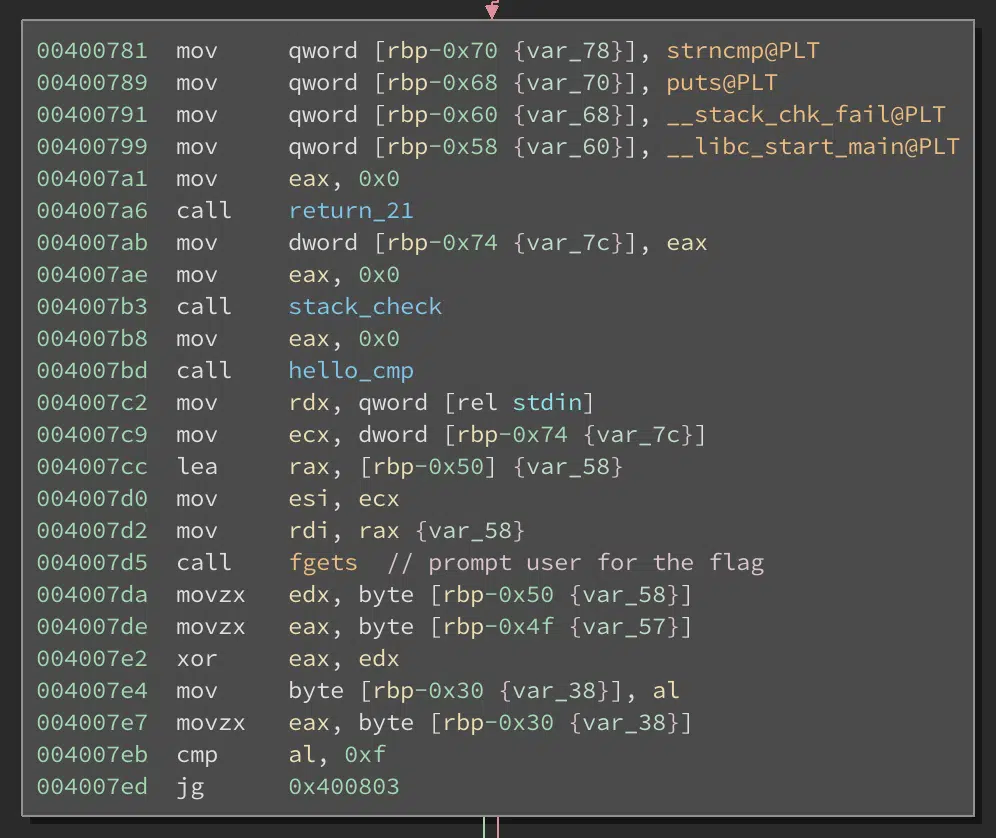 00400781 mov qword [rbp-0x70 {var_78}], strncmp@PLT
00400789 mov qword [rbp-0x68 {var_70}], puts@PLT
00400791 mov qword [rbp-0x60 {var_68}], __stack_chk_fail@PLT
00400799 mov qword [rbp-0x58 {var_60}], __libc_start_main@PLT
004007a1 mov eax, 0x0
004007a6 call return_21
004007ab mov dword [rbp-0x74 {var_7c}], eax
004007ae mov eax, 0x0
004007b3 call stack_check
004007b8 mov eax, 0x0
004007bd call hello_cmp
004007c2 mov rdx, qword [rel stdin]
004007c9 mov ecx, dword [rbp-0x74 {var_7c}]
004007cc lea rax, [rbp-0x50] {var_58}
004007d0 mov esi, ecx
004007d2 mov rdi, rax {var_58}
004007d5 call fgets // prompt user for the flag
004007da movzx edx, byte [rbp-0x50 {var_58}]
004007de movzx eax, byte [rbp-0x4f {var_57}]
004007e2 xor eax, edx
004007e4 mov byte [rbp-0x30 {var_38}], al
004007e7 movzx eax, byte [rbp-0x30 {var_38}]
004007eb cmp al, 0xf
004007ed jg 0x400803